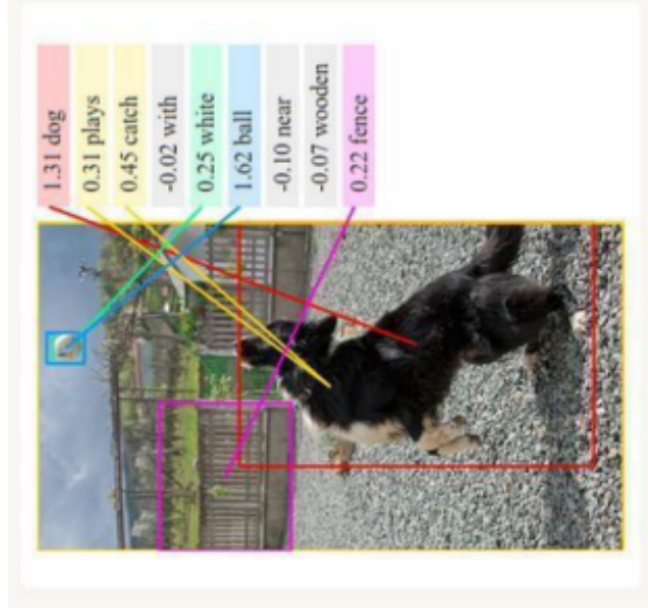 1.31 dog
0.31 plays
0.45 catch
-0.02 with
0.25 white
1.62 ball
-0.10 near
-0.07 wooden
0.22 fence